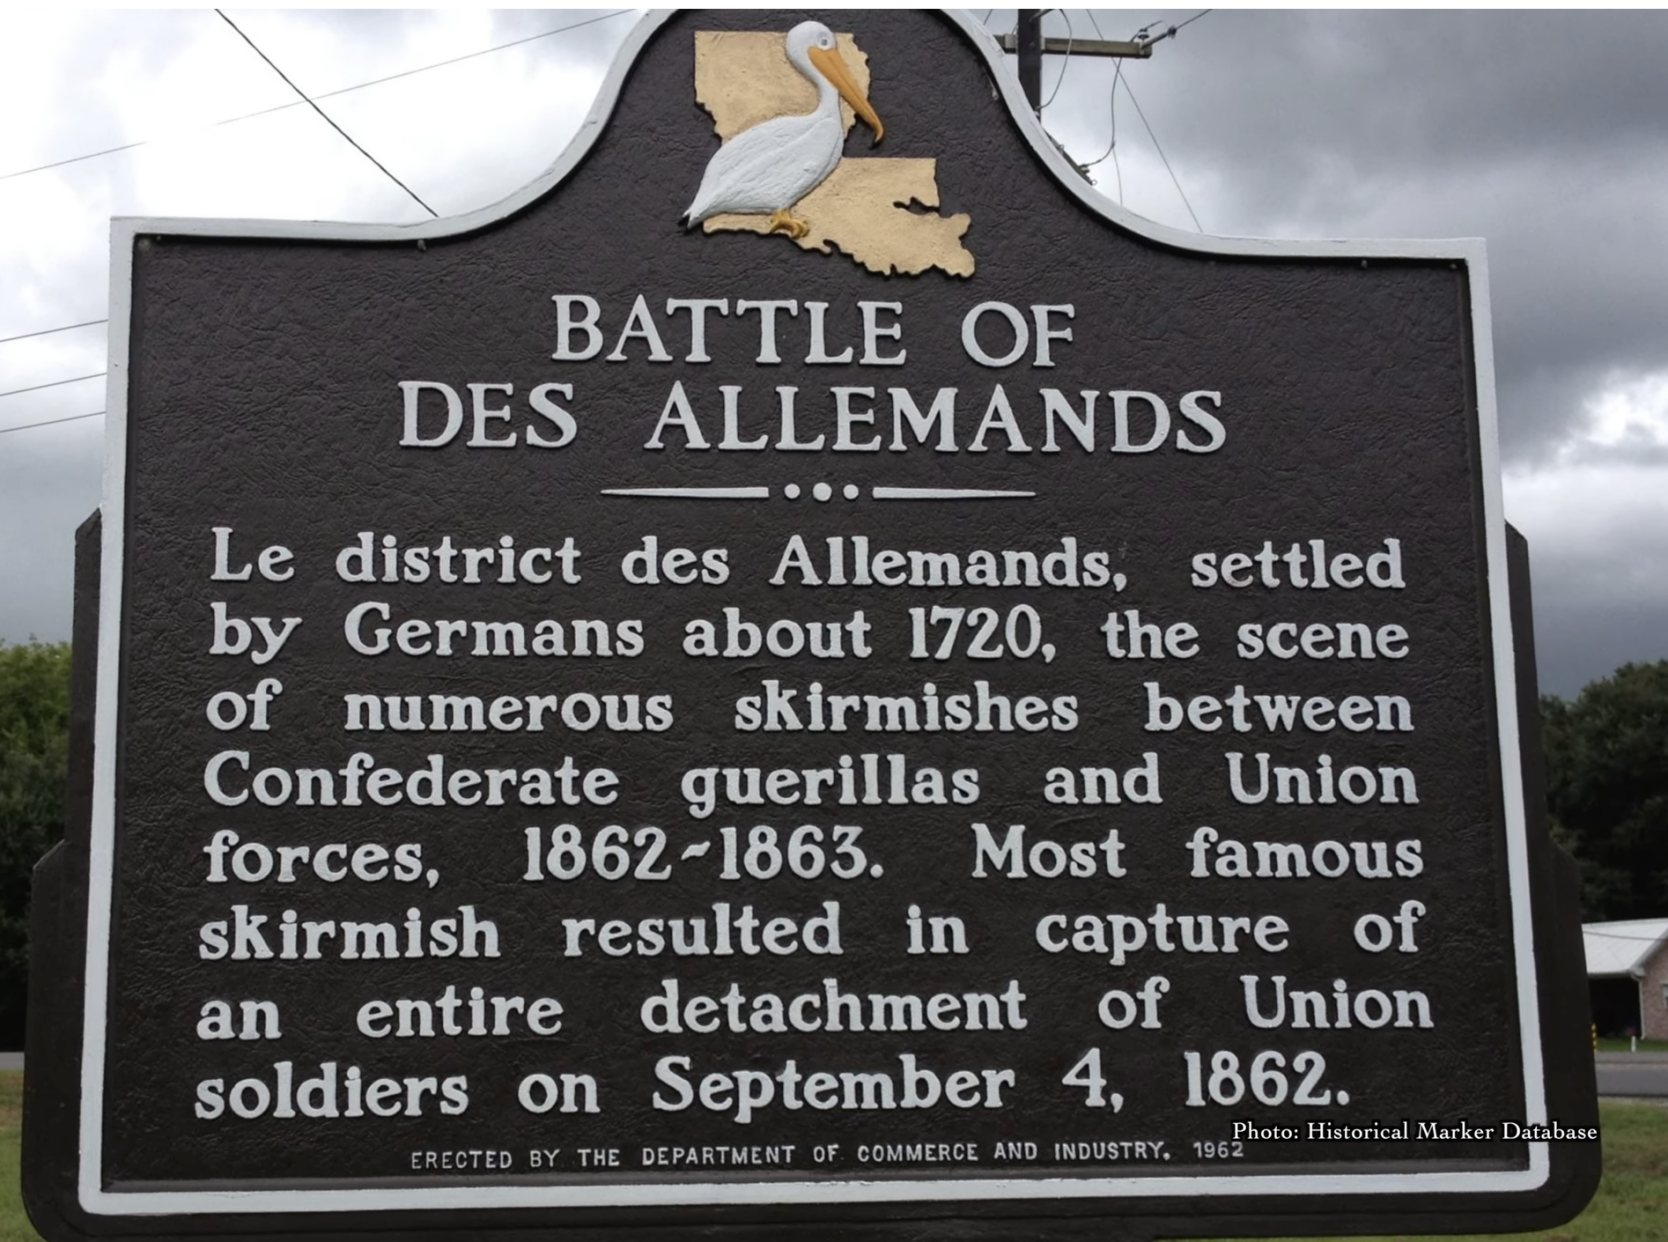 BATTLE OF
DES ALLEMANDS
Le district des Allemands, settled
by Germans about 1720, the scene
of numerous skirmishes between
Confederate guerillas and Union
forces, 1862~1863. Most famous
skirmish resulted in capture of
an entire detachment of Union
soldiers on September 4, 1862.
ERECTED BY THE DEPARTMENT OF COMMERCE AND INDUSTRY, 1962
Photo: Historical Marker Database